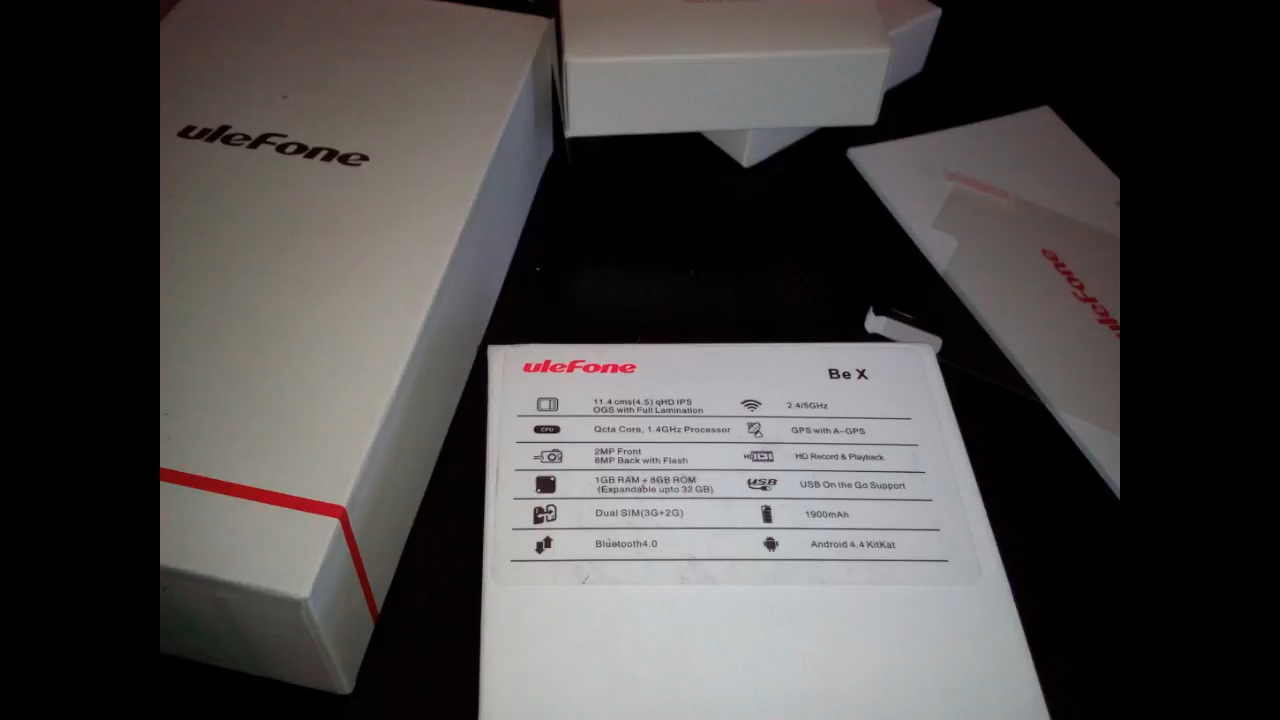 uleFone
uleFone
uleFone
Be X
11.4 cms(4.5) qHD IPS
OGS with Full Lamination
2.4/5GHz
CPU
Qcta Core, 1.4GHz Processor
GPS with A-GPS
2MP Front
8MP Back with Flash
HD
HD Record & Playback
1GB RAM + 8GB ROM
(Expandable upto 32 GB)
USB
USB On the Go Support
Dual SIM(3G+2G)
1900mAh
Bluetooth4.0
Android 4.4 KitKat